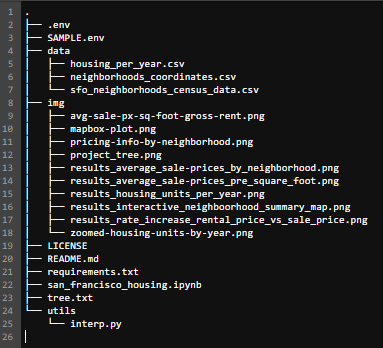 1 .
2 ├── .env
3 ├── SAMPLE.env
4 ├── data
5 │   ├── housing_per_year.csv
6 │   ├── neighborhoods_coordinates.csv
7 │   └── sfo_neighborhoods_census_data.csv
8 ├── img
9 │   ├── avg-sale-px-sq-foot-gross-rent.png
10 │   ├── mapbox-plot.png
11 │   ├── pricing-info-by-neighborhood.png
12 │   ├── project_tree.png
13 │   ├── results_average_sale-prices_by_neighborhood.png
14 │   ├── results_average_sale-prices_pre_square_foot.png
15 │   ├── results_housing_units_per_year.png
16 │   ├── results_interactive_neighboorhood_summary_map.png
17 │   ├── results_rate_increase_rental_price_vs_sale_price.png
18 │   └── zoomed-housing-units-by-year.png
19 ├── LICENSE
20 ├── README.md
21 ├── requirements.txt
22 ├── san_francisco_housing.ipynb
23 ├── tree.txt
24 └── utils
25     └── interp.py
26